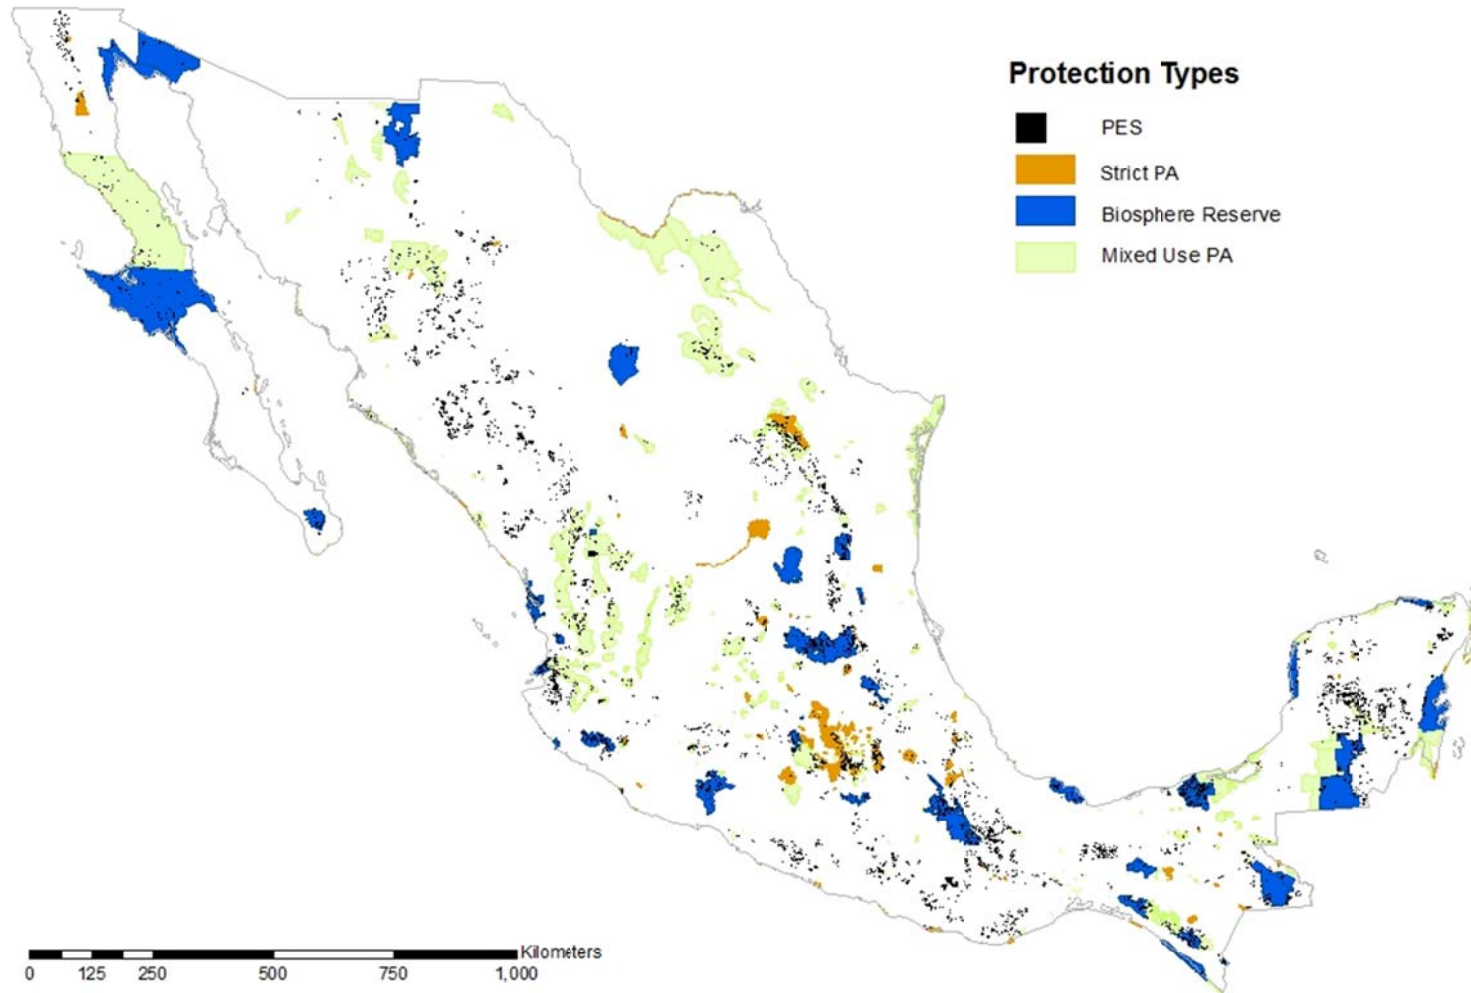 Protection Types
PES
Strict PA
Biosphere Reserve
Mixed Use PA
Kilometers
0 125 250 500 750 1,000